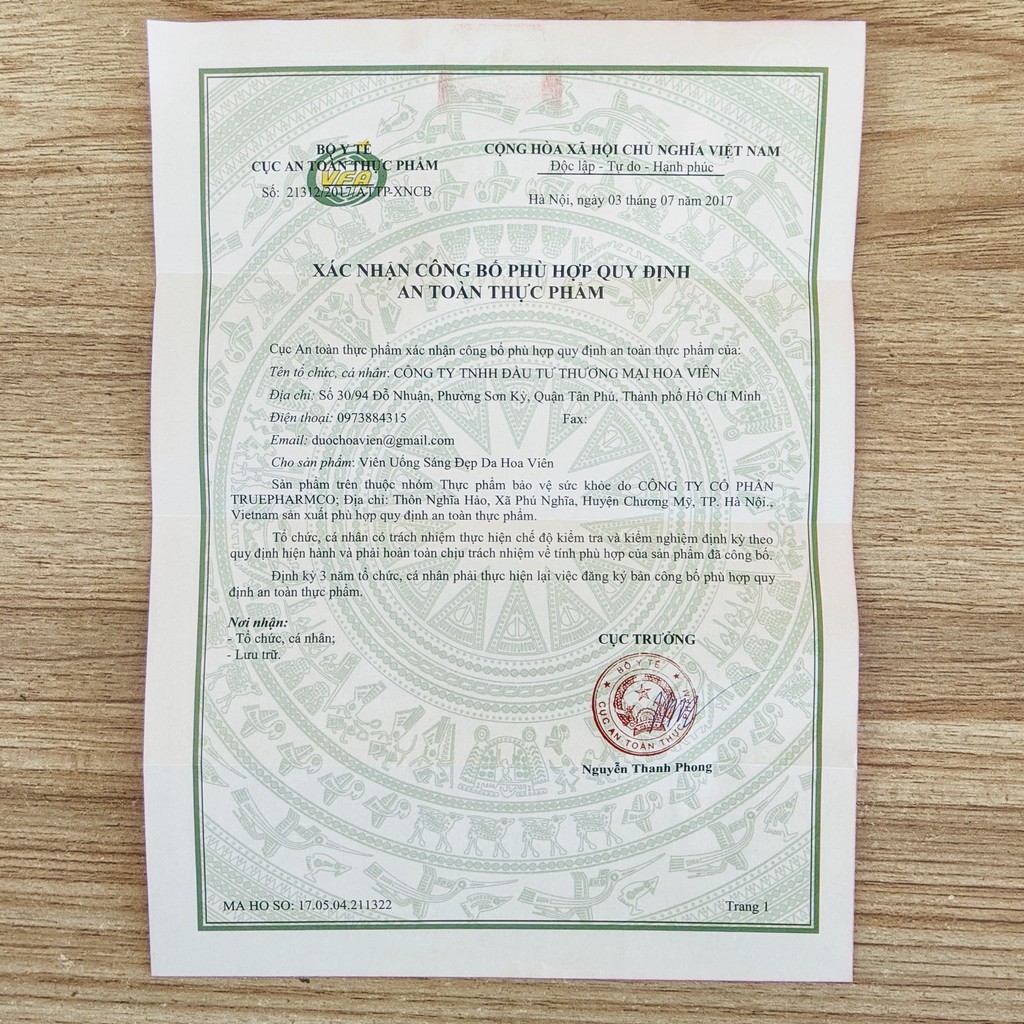 BỘ Y TẾ
CỤC AN TOÀN THỰC PHẨM
VFA
Số: 21312/2017/ATTP-XNCB
CỘNG HÒA XÃ HỘI CHỦ NGHĨA VIỆT NAM
Độc lập - Tự do - Hạnh phúc
Hà Nội, ngày 03 tháng 07 năm 2017
XÁC NHẬN CÔNG BỐ PHÙ HỢP QUY ĐỊNH
AN TOÀN THỰC PHẨM
Cục An toàn thực phẩm xác nhận công bố phù hợp quy định an toàn thực phẩm của:
Tên tổ chức, cá nhân: CÔNG TY TNHH ĐẦU TƯ THƯƠNG MẠI HOA VIÊN
Địa chỉ: Số 30/94 Đỗ Nhuận, Phường Sơn Kỳ, Quận Tân Phú, Thành phố Hồ Chí Minh
Điện thoại: 0973884315 Fax:
Email: duochoavien@gmail.com
Cho sản phẩm: Viên Uống Sáng Đẹp Da Hoa Viên
Sản phẩm trên thuộc nhóm Thực phẩm bảo vệ sức khỏe do CÔNG TY CỔ PHẦN
TRUEPHARMCO; Địa chỉ: Thôn Nghĩa Hảo, Xã Phú Nghĩa, Huyện Chương Mỹ, TP. Hà Nội.,
Vietnam sản xuất phù hợp quy định an toàn thực phẩm.
Tổ chức, cá nhân có trách nhiệm thực hiện chế độ kiểm tra và kiểm nghiệm định kỳ theo
quy định hiện hành và phải hoàn toàn chịu trách nhiệm về tính phù hợp của sản phẩm đã công bố.
Định kỳ 3 năm tổ chức, cá nhân phải thực hiện lại việc đăng ký bản công bố phù hợp quy
định an toàn thực phẩm.
Nơi nhận:
- Tổ chức, cá nhân;
- Lưu trữ.
CỤC TRƯỞNG
BỘ Y TẾ
CỤC AN TOÀN THỰC
Nguyễn Thanh Phong
MA HO SO: 17.05.04.211322
Trang 1